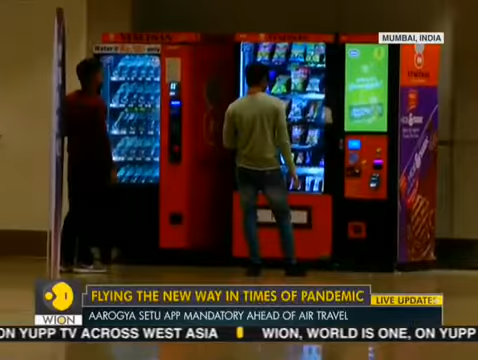 MUMBAI, INDIA
FLYING THE NEW WAY IN TIMES OF PANDEMIC
LIVE UPDATES
AAROGYA SETU APP MANDATORY AHEAD OF AIR TRAVEL
WION
ON YUPP TV ACROSS WEST ASIA WION, WORLD IS ONE, ON YUPP